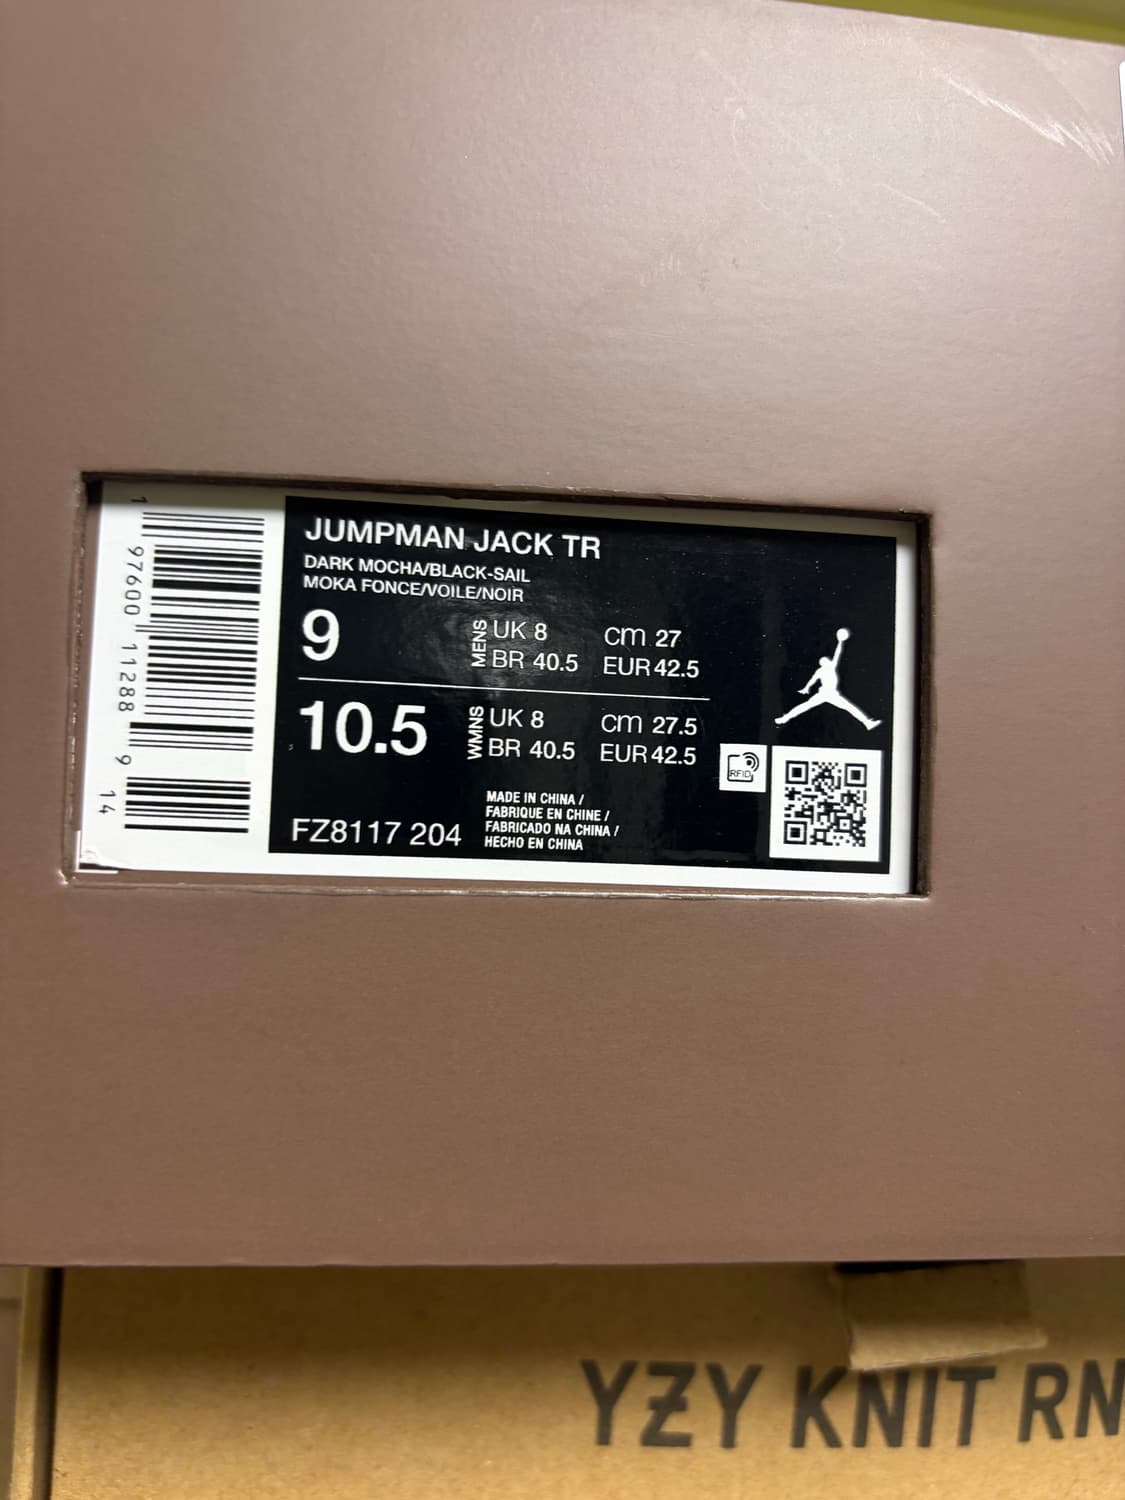 1 97600 11288 9 14
JUMPMAN JACK TR
DARK MOCHA/BLACK-SAIL
MOKA FONCE/VOILE/NOIR
9 MENS UK 8 cm 27
BR 40.5 EUR 42.5
10.5 WMNS UK 8 cm 27.5
BR 40.5 EUR 42.5
RFID
MADE IN CHINA /
FABRIQUE EN CHINE /
FABRICADO NA CHINA /
HECHO EN CHINA
FZ8117 204
YZY KNIT RN